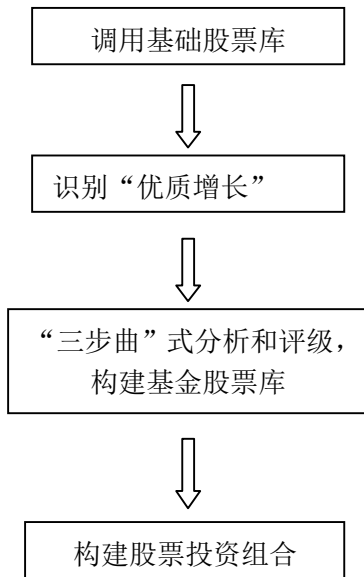 调用基础股票库
识别“优质增长”
“三步曲”式分析和评级，
构建基金股票库
构建股票投资组合